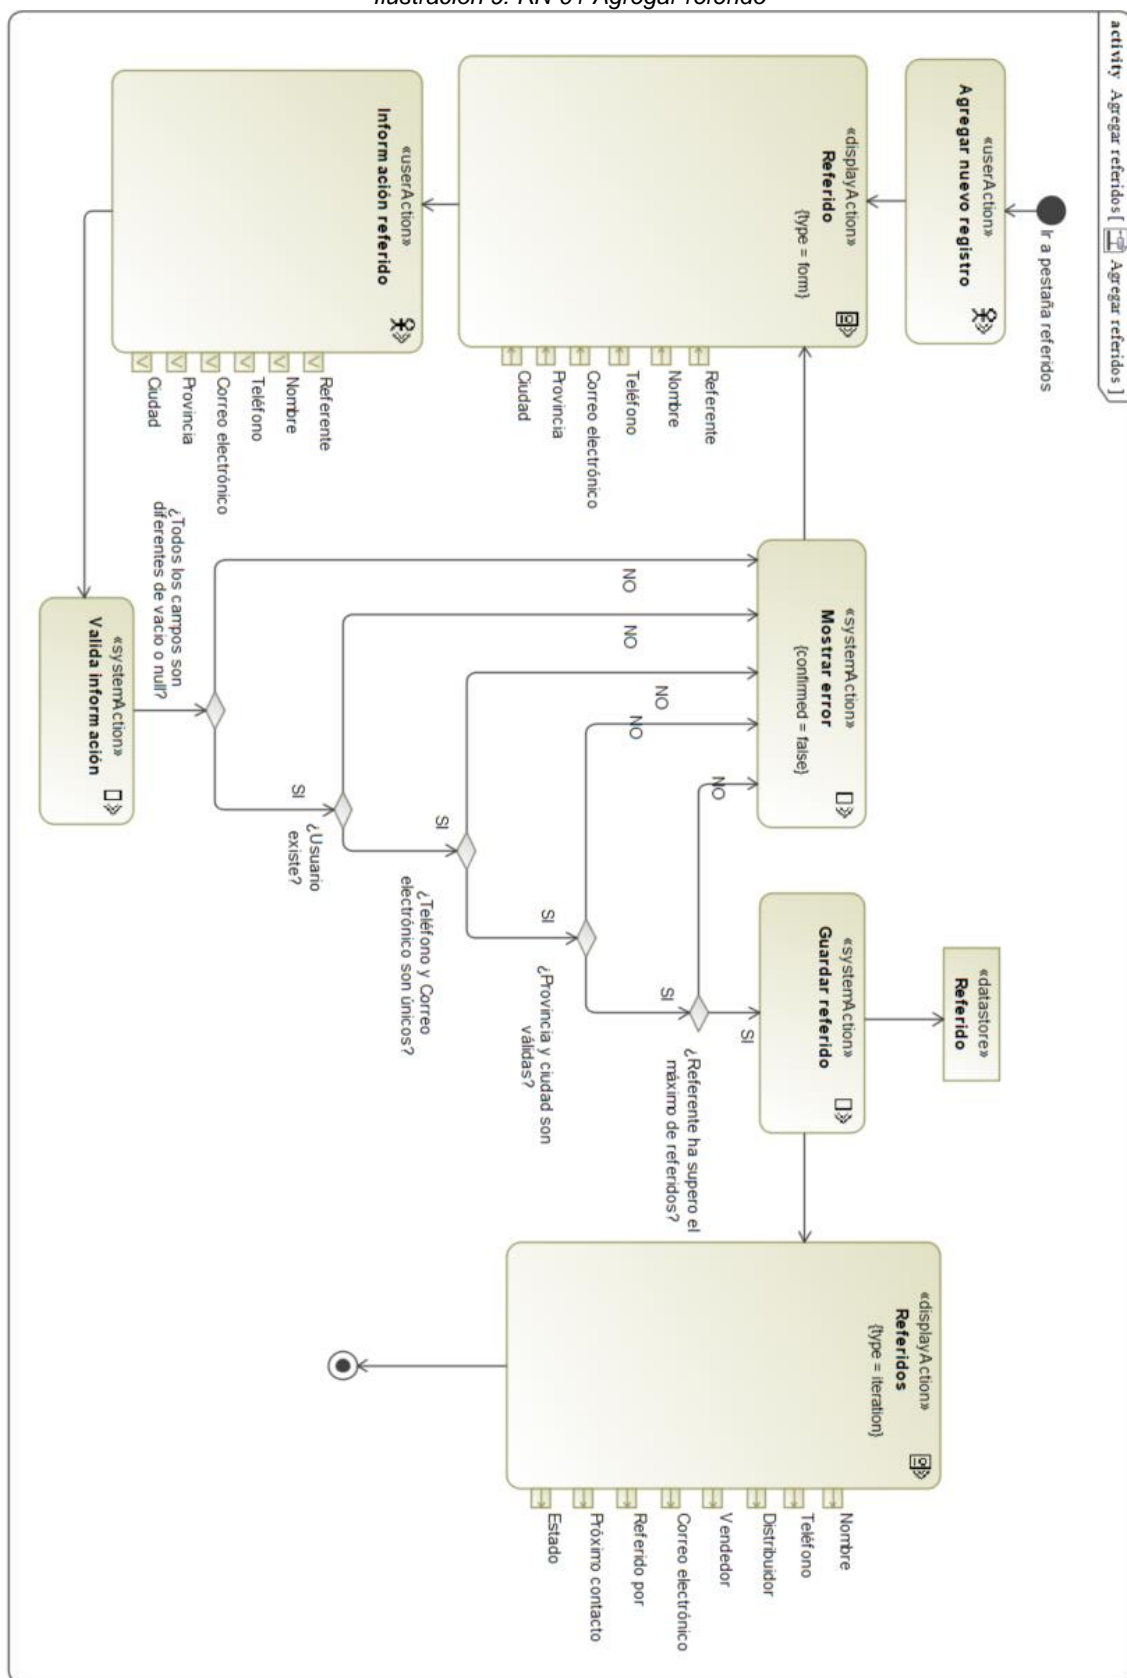 Ilustración 9. RN-01 Agregar referido
activity Agregar referidos [ Agregar referidos ]
Ir a pestaña referidos
«userAction»
Agregar nuevo registro
«displayAction»
Referido
{type = form}
Referente
Nombre
Teléfono
Correo electrónico
Provincia
Ciudad
«userAction»
Información referido
Referente
Nombre
Teléfono
Correo electrónico
Provincia
Ciudad
«systemAction»
Valida información
¿Todos los campos son
diferentes de vacio o null?
NO
SI
¿Usuario
existe?
NO
SI
¿Teléfono y Correo
electrónico son únicos?
NO
SI
¿Provincia y ciudad son
válidas?
NO
SI
¿Referente ha supero el
máximo de referidos?
NO
SI
«systemAction»
Mostrar error
{confirmed = false}
«systemAction»
Guardar referido
«datastore»
Referido
«displayAction»
Referidos
{type = iteration}
Nombre
Teléfono
Distribuidor
Vendedor
Correo electrónico
Referido por
Próximo contacto
Estado